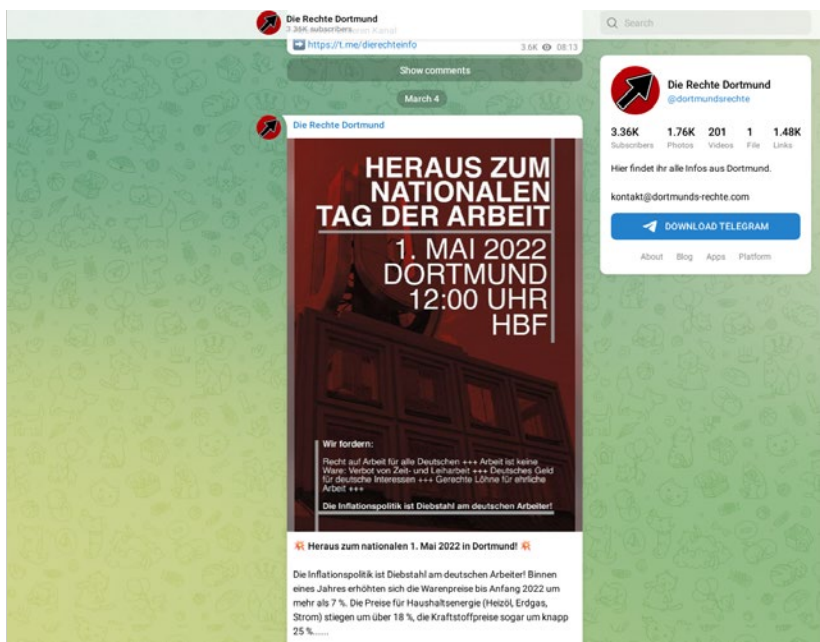 Die Rechte Dortmund
3.36K subscribers
Search
https://t.me/dierechteinfo
3.6K 08:13
Show comments
March 4
Die Rechte Dortmund
HERAUS ZUM
NATIONALEN
TAG DER ARBEIT
1. MAI 2022
DORTMUND
12:00 UHR
HBF
Wir fordern:
Recht auf Arbeit für alle Deutschen +++ Arbeit ist keine
Ware: Verbot von Zeit- und Leiharbeit +++ Deutsches Geld
für deutsche Interessen +++ Gerechte Löhne für ehrliche
Arbeit +++
Die Inflationspolitik ist Diebstahl am deutschen Arbeiter!
💥 Heraus zum nationalen 1. Mai 2022 in Dortmund! 💥
Die Inflationspolitik ist Diebstahl am deutschen Arbeiter! Binnen
eines Jahres erhöhten sich die Warenpreise bis Anfang 2022 um
mehr als 7 %. Die Preise für Haushaltsenergie (Heizöl, Erdgas,
Strom) stiegen um über 18 %, die Kraftstoffpreise sogar um knapp
25 %......
Die Rechte Dortmund
@dortmundsrechte
3.36K 1.76K 201 1 1.48K
Subscribers Photos Videos File Links
Hier findet ihr alle Infos aus Dortmund.
kontakt@dortmunds-rechte.com
DOWNLOAD TELEGRAM
About Blog Apps Platform